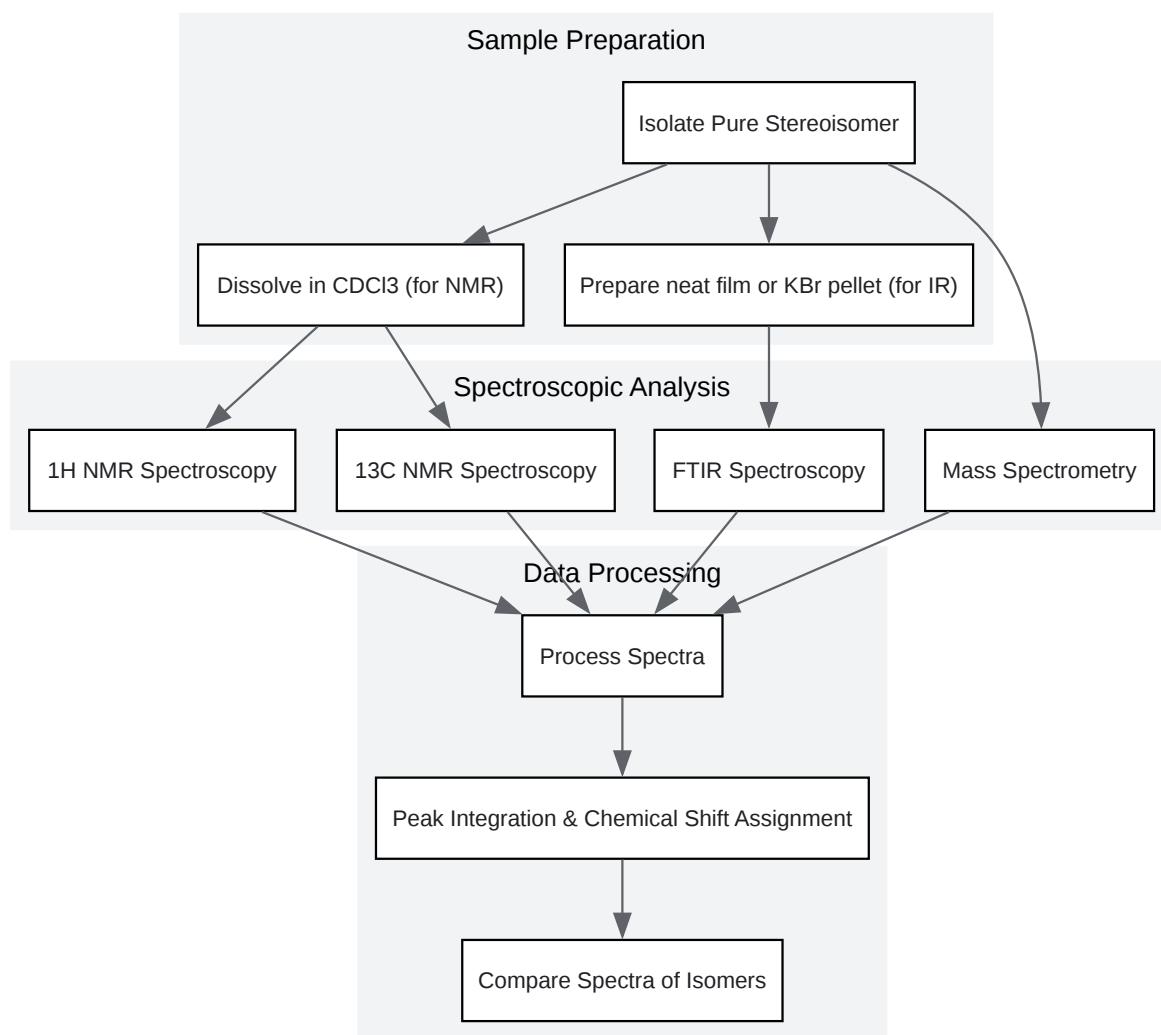 Sample Preparation
Isolate Pure Stereoisomer
Dissolve in CDCl3 (for NMR)
Prepare neat film or KBr pellet (for IR)
Spectroscopic Analysis
1H NMR Spectroscopy
13C NMR Spectroscopy
FTIR Spectroscopy
Mass Spectrometry
Data Processing
Process Spectra
Peak Integration & Chemical Shift Assignment
Compare Spectra of Isomers